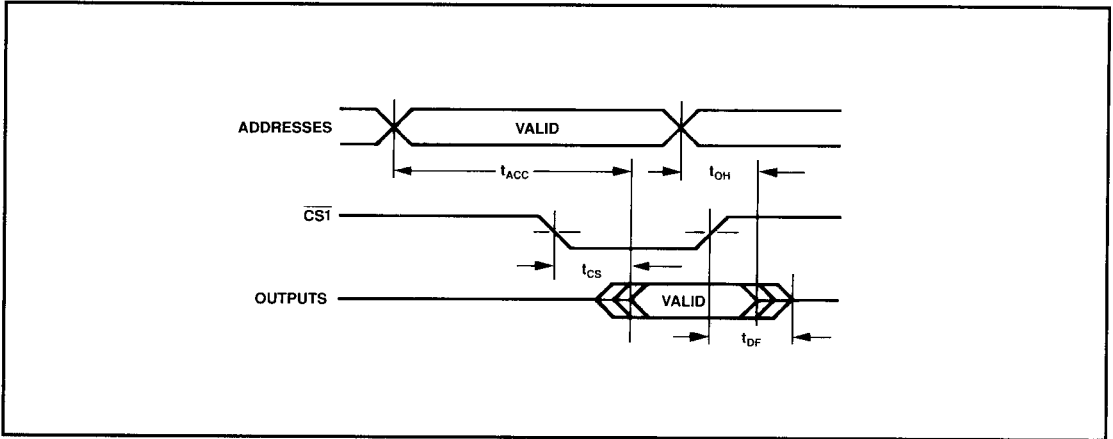 ADDRESSES
VALID
tACC
tOH
CS1
tCS
OUTPUTS
VALID
tDF